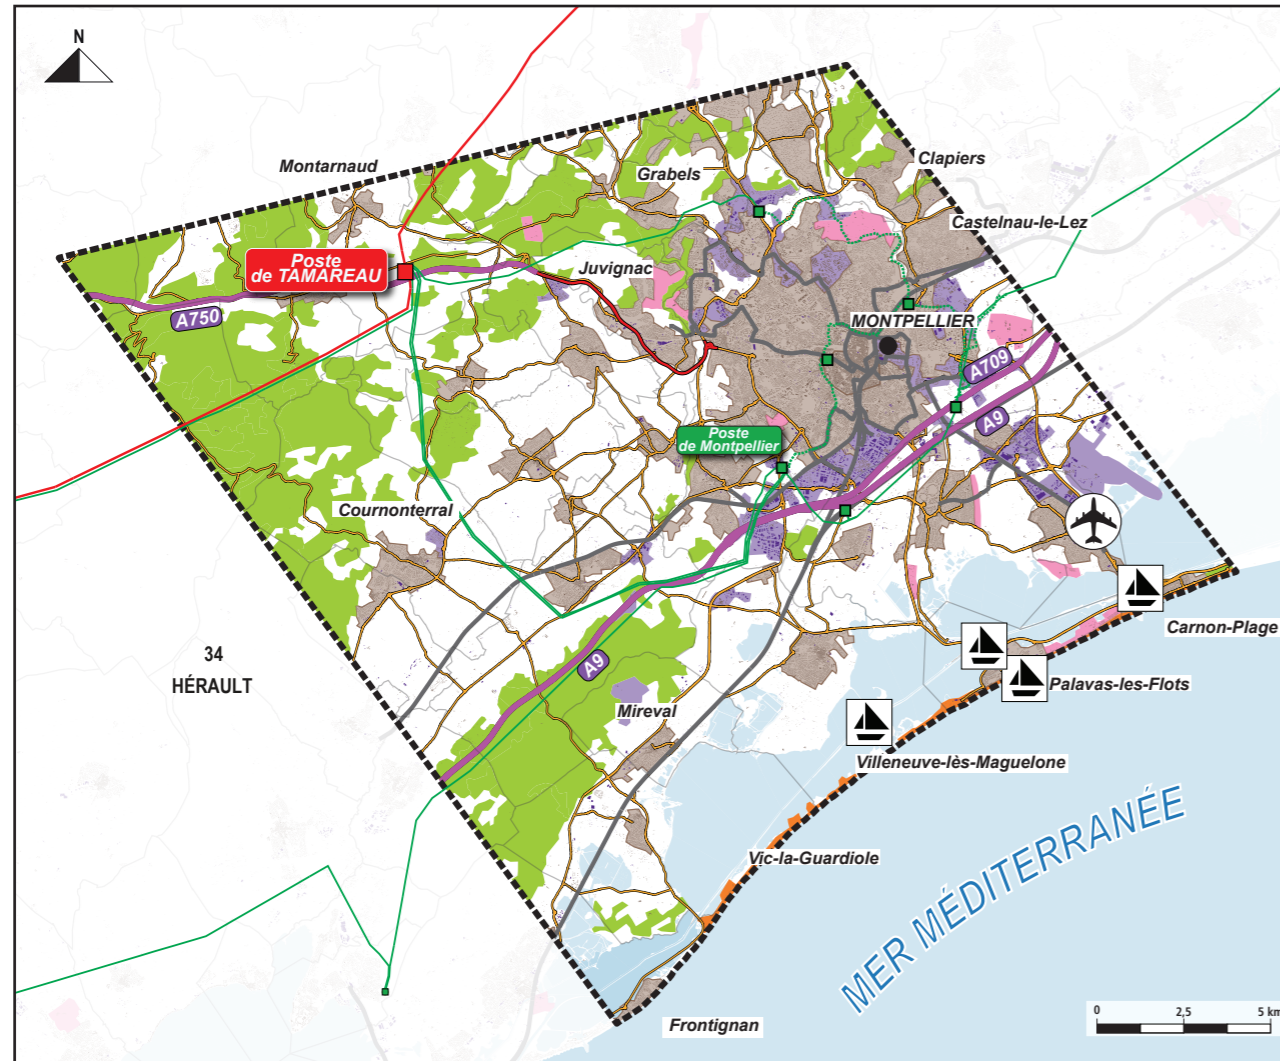 N
Montarnaud
Grabels
Clapiers
Castelnau-le-Lez
Poste
de TAMAREAU
Juvignac
A750
MONTPELLIER
A709
A9
Poste
de Montpellier
Cournonterral
34
HÉRAULT
A9
Mireval
Carnon-Plage
Palavas-les-Flots
Villeneuve-lès-Maguelone
Vic-la-Guardiole
MER MÉDITERRANÉE
Frontignan
0 2,5 5 km